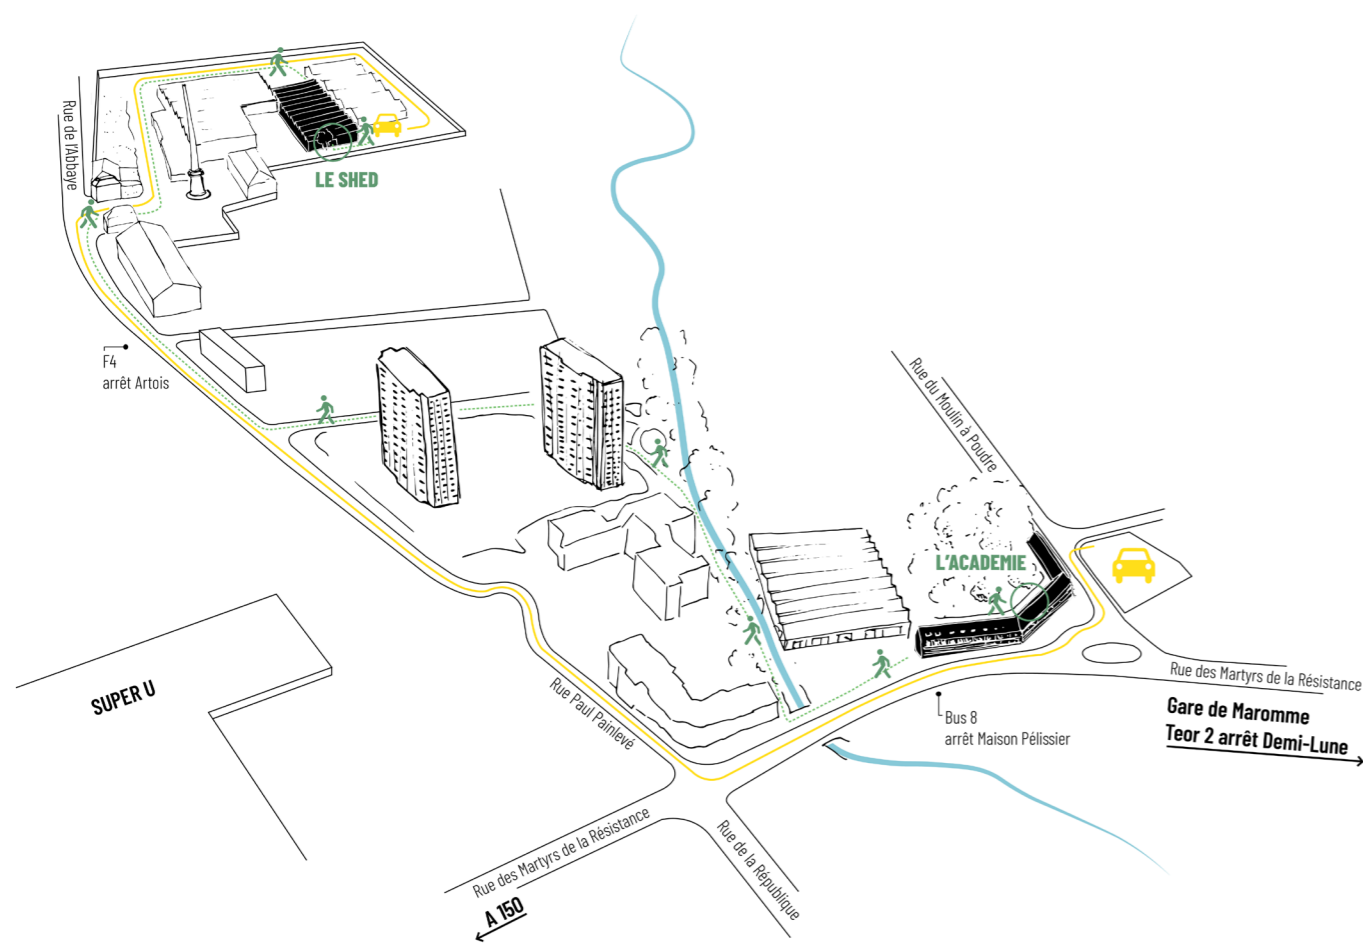 Rue de l'Abbaye
LE SHED
F4
arrêt Artois
Rue du Moulin à Poudre
L'ACADEMIE
SUPER U
Rue Paul Painlevé
Rue des Martyrs de la Résistance
Gare de Maromme
Teor 2 arrêt Demi-Lune
Bus 8
arrêt Maison Pélissier
Rue des Martyrs de la Résistance
Rue de la République
A 150